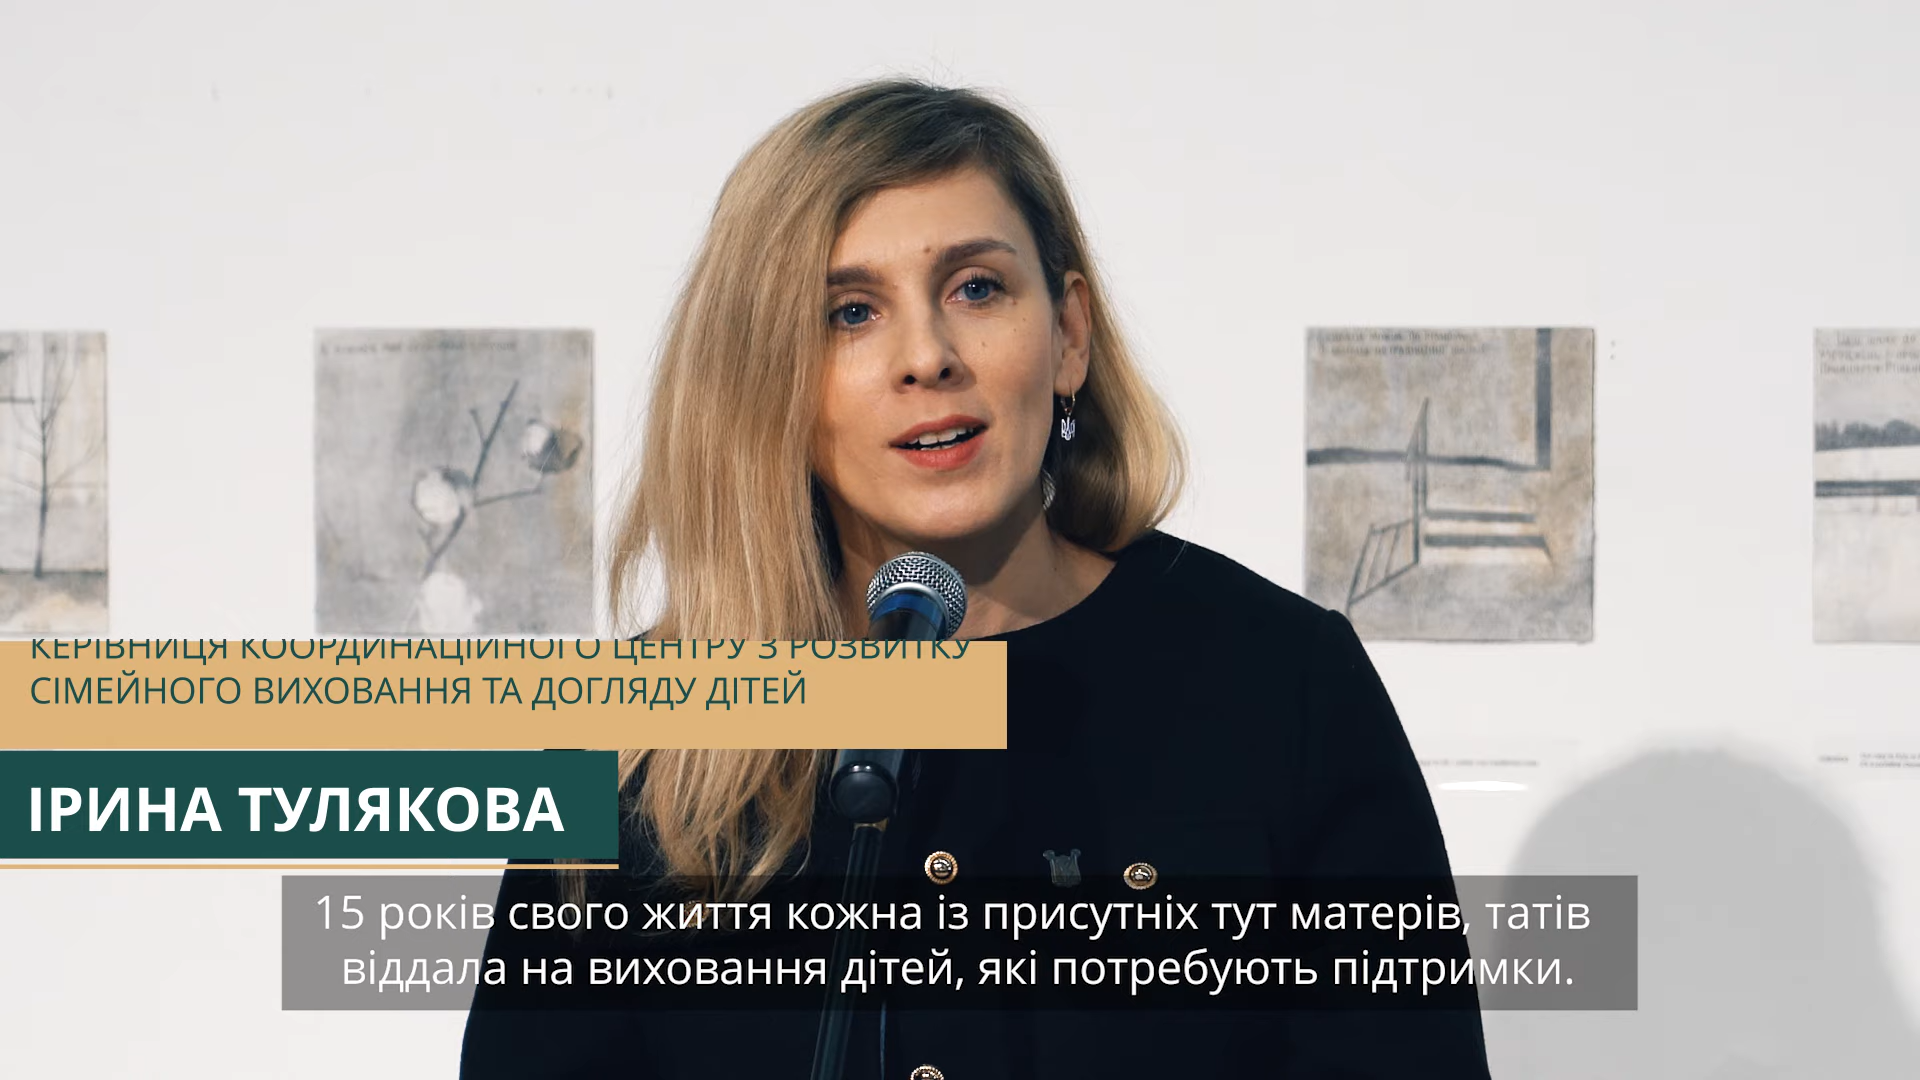 КЕРІВНИЦЯ КООРДИНАЦІЙНОГО ЦЕНТРУ З РОЗВИТКУ
СІМЕЙНОГО ВИХОВАННЯ ТА ДОГЛЯДУ ДІТЕЙ
ІРИНА ТУЛЯКОВА
15 років свого життя кожна із присутніх тут матерів, татів
віддала на виховання дітей, які потребують підтримки.